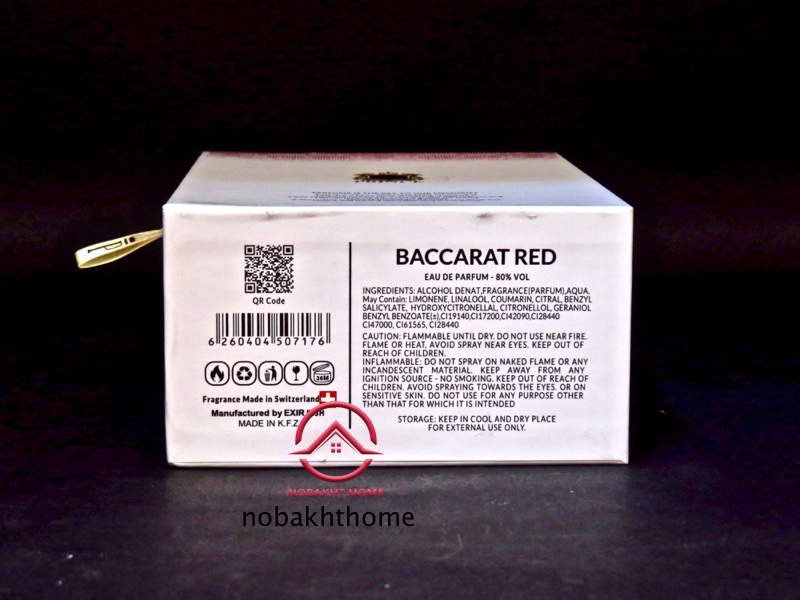 QR Code
6 260404 507176
36M
Fragrance Made in Switzerland
Manufactured by EXIR
MADE IN K.F.Z
BACCARAT RED
EAU DE PARFUM - 80% VOL
INGREDIENTS: ALCOHOL DENAT,FRAGRANCE(PARFUM),AQUA.
May Contain: LIMONENE, LINALOOL, COUMARIN, CITRAL, BENZYL
SALICYLATE, HYDROXYCITRONELLAL, CITRONELLOL, GERANIOL
BENZYL BENZOATE(±),CI19140,CI17200,CI42090,CI28440
CI47000, CI61565, CI28440
CAUTION: FLAMMABLE UNTIL DRY. DO NOT USE NEAR FIRE.
FLAME OR HEAT, AVOID SPRAY NEAR EYES. KEEP OUT OF
REACH OF CHILDREN.
INFLAMMABLE: DO NOT SPRAY ON NAKED FLAME OR ANY
INCANDESCENT MATERIAL. KEEP AWAY FROM ANY
IGNITION SOURCE - NO SMOKING. KEEP OUT OF REACH OF
CHILDREN. AVOID SPRAYING TOWARDS THE EYES. OR ON
SENSITIVE SKIN. DO NOT USE FOR ANY PURPOSE OTHER
THAN THAT FOR WHICH IT IS INTENDED
STORAGE: KEEP IN COOL AND DRY PLACE
FOR EXTERNAL USE ONLY.
NOBAKHT HOME
nobakhthome